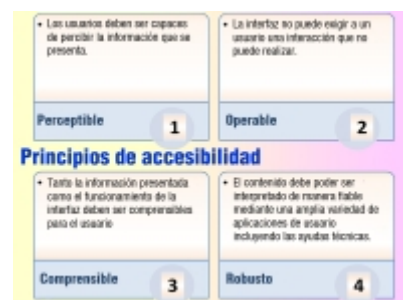 • Los usuarios deben ser capaces
de percibir la información que se
presenta.
Perceptible
1
• La interfaz no puede exigir a un
usuario una interacción que no
puede realizar.
Operable
2
Principios de accesibilidad
• Tanto la información presentada
como el funcionamiento de la
interfaz deben ser comprensibles
para el usuario
Comprensible
3
• El contenido debe poder ser
interpretado de manera fiable
mediante una amplia variedad de
aplicaciones de usuario
incluyendo las ayudas técnicas.
Robusto
4